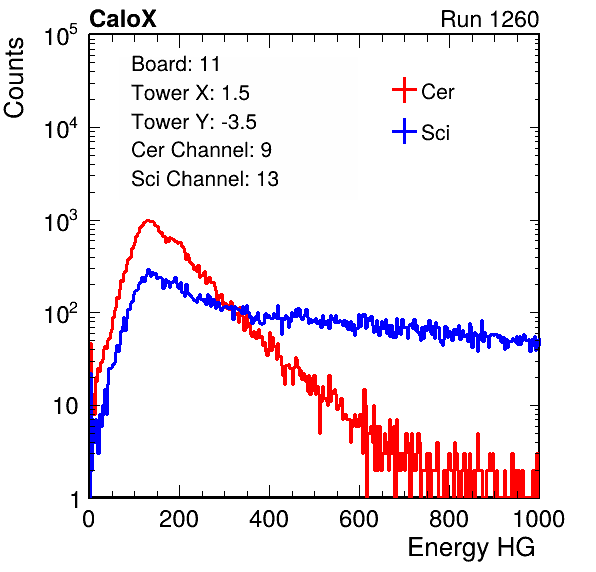 CaloX Run 1260
Counts
Board: 11
Tower X: 1.5
Tower Y: -3.5
Cer Channel: 9
Sci Channel: 13
Cer
Sci
10^5
10^4
10^3
10^2
10
1
0 200 400 600 800 1000
Energy HG